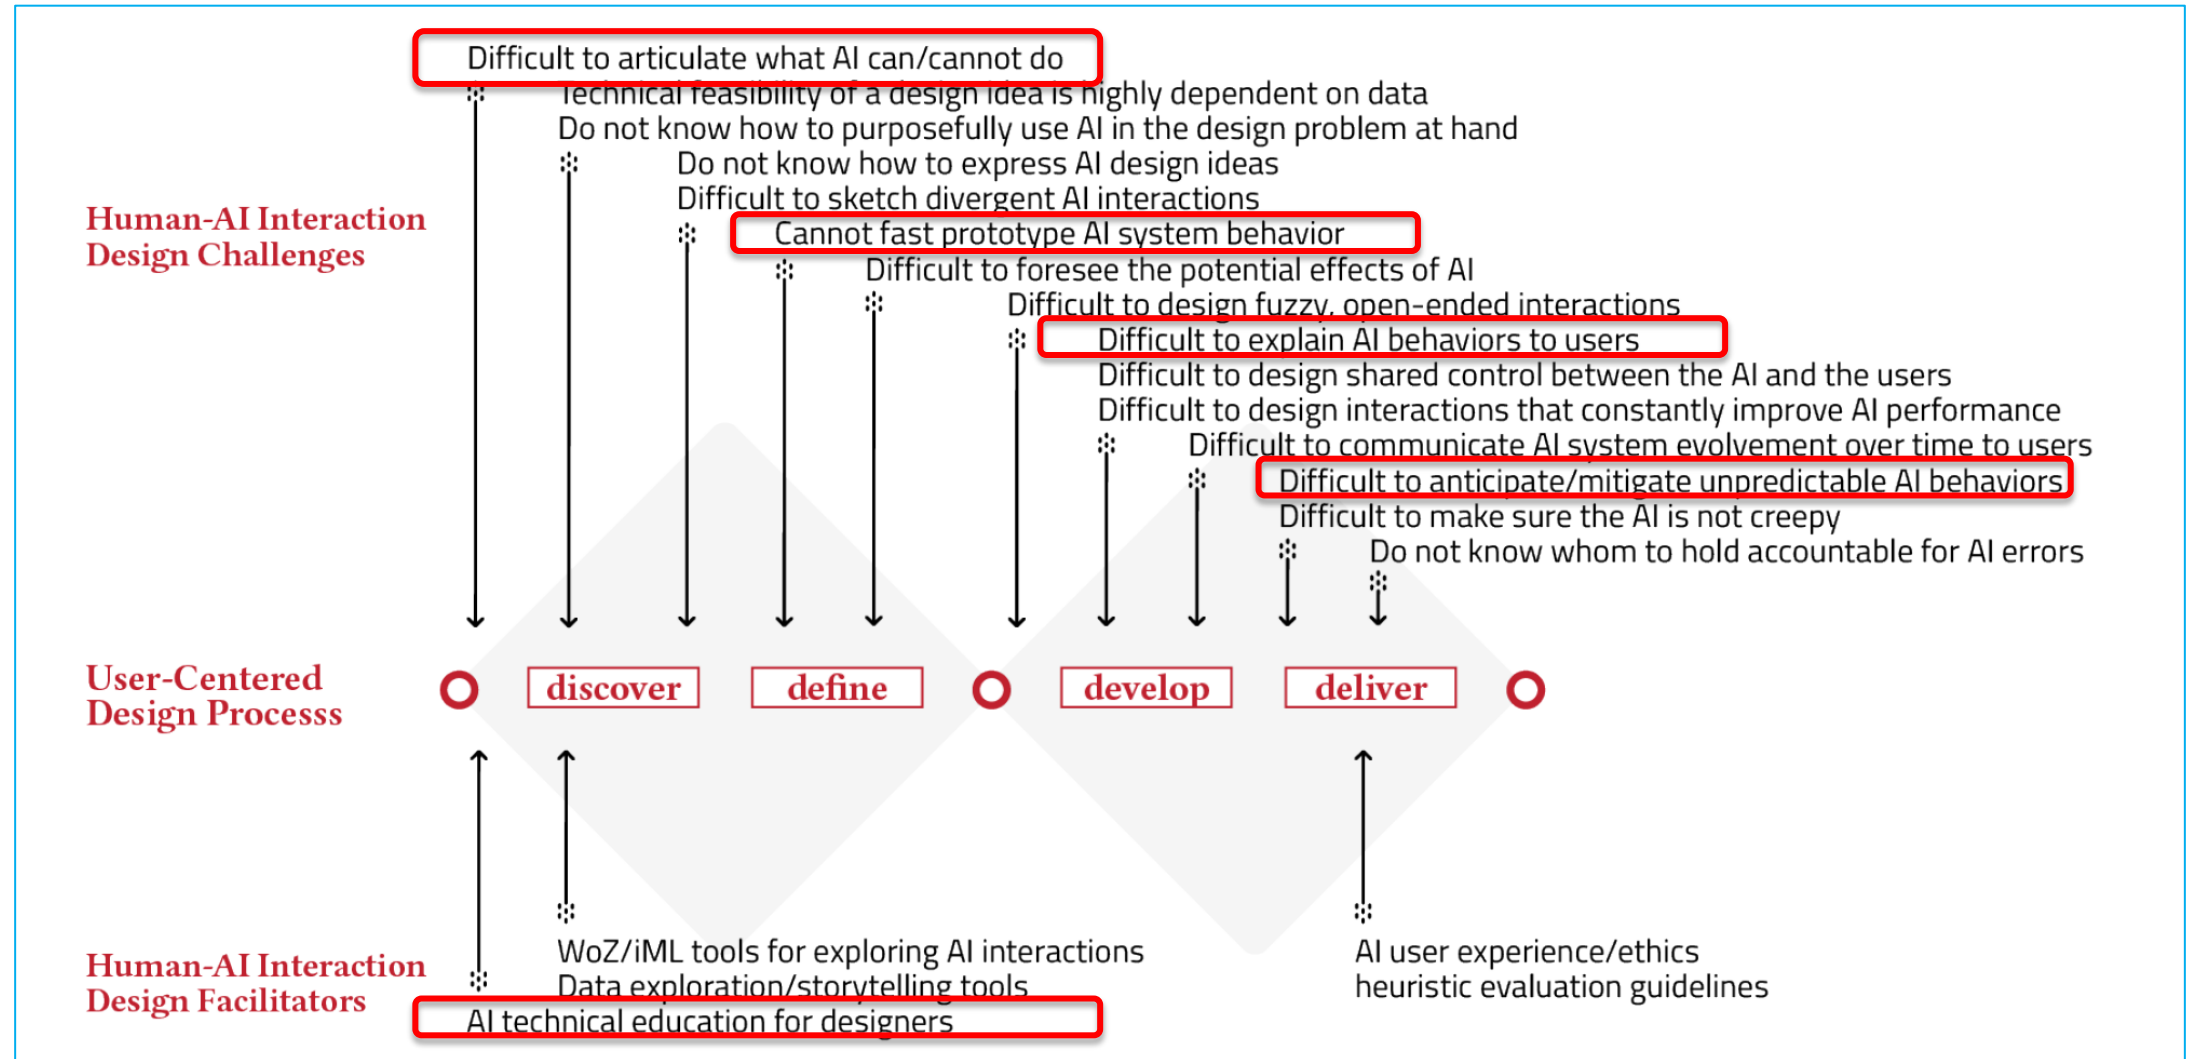 Difficult to articulate what AI can/cannot do
Technical feasibility of a design idea is highly dependent on data
Do not know how to purposefully use AI in the design problem at hand
Do not know how to express AI design ideas
Difficult to sketch divergent AI interactions
Human-AI Interaction
Design Challenges
Cannot fast prototype AI system behavior
Difficult to foresee the potential effects of AI
Difficult to design fuzzy, open-ended interactions
Difficult to explain AI behaviors to users
Difficult to design shared control between the AI and the users
Difficult to design interactions that constantly improve AI performance
Difficult to communicate AI system evolvement over time to users
Difficult to anticipate/mitigate unpredictable AI behaviors
Difficult to make sure the AI is not creepy
Do not know whom to hold accountable for AI errors
User-Centered
Design Processs
discover
define
develop
deliver
Human-AI Interaction
Design Facilitators
WoZ/iML tools for exploring AI interactions
Data exploration/storytelling tools
AI technical education for designers
AI user experience/ethics
heuristic evaluation guidelines